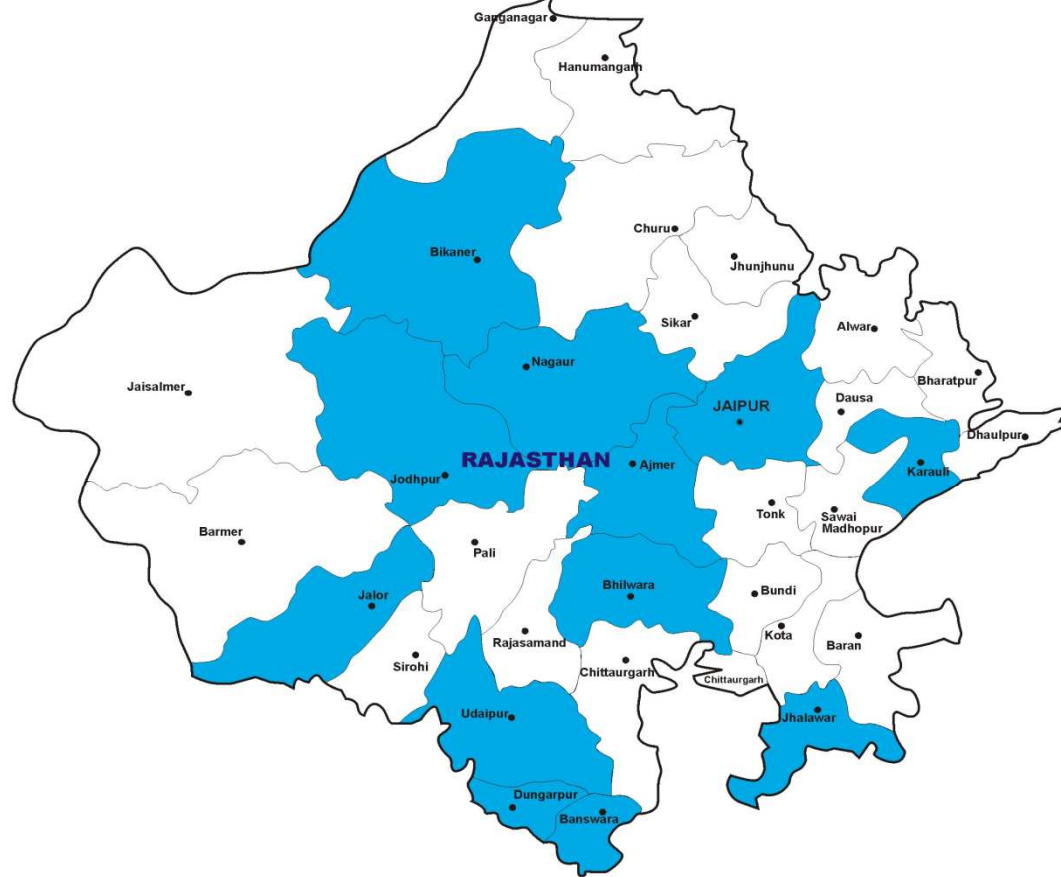 Ganganagar
Hanumangarh
Churu
Bikaner
Jhunjhunu
Sikar
Alwar
Nagaur
Bharatpur
Jaisalmer
JAIPUR
Dausa
Dhaulpur
RAJASTHAN
Ajmer
Karauli
Jodhpur
Tonk
Sawai
Madhopur
Barmer
Pali
Bhilwara
Bundi
Jalor
Kota
Rajasamand
Baran
Sirohi
Chittaurgarh
Chittaurgarh
Udaipur
Jhalawar
Dungarpur
Banswara